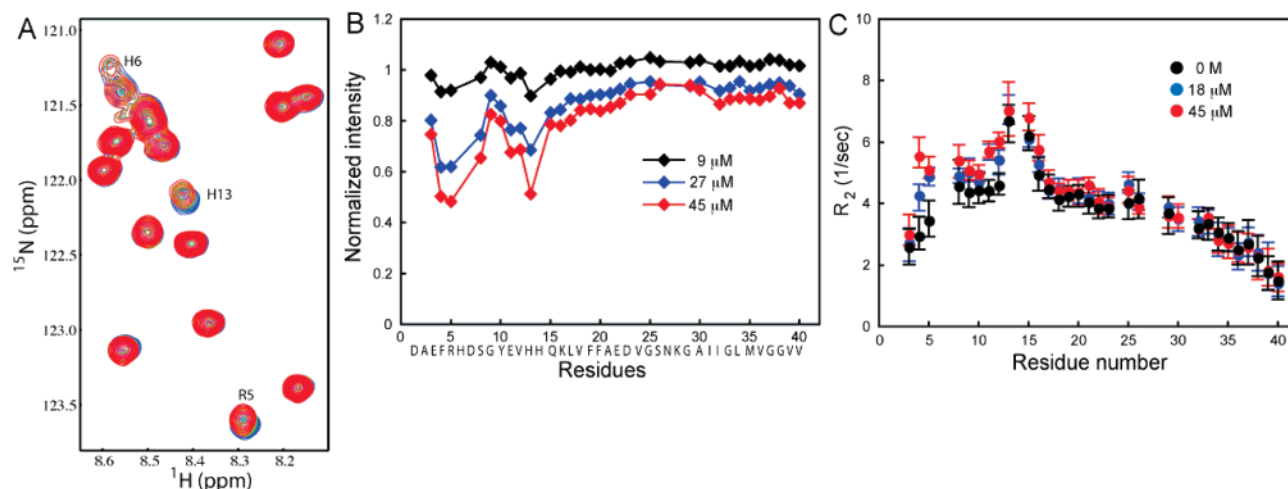 A
121.0
121.5
122.0
122.5
123.0
123.5
15N (ppm)
H6
H13
R5
8.6 8.5 8.4 8.3 8.2
1H (ppm)
B
1.2
1
0.8
0.6
0.4
0.2
0
Normalized intensity
9 μM
27 μM
45 μM
0 5 10 15 20 25 30 35 40
DAEFRHDSGYEVHHQKLVFFAEDVGSNKGAIIGLMVGGVV
Residues
C
10
8
6
4
2
0
R2 (1/sec)
0 M
18 μM
45 μM
0 5 10 15 20 25 30 35 40
Residue number